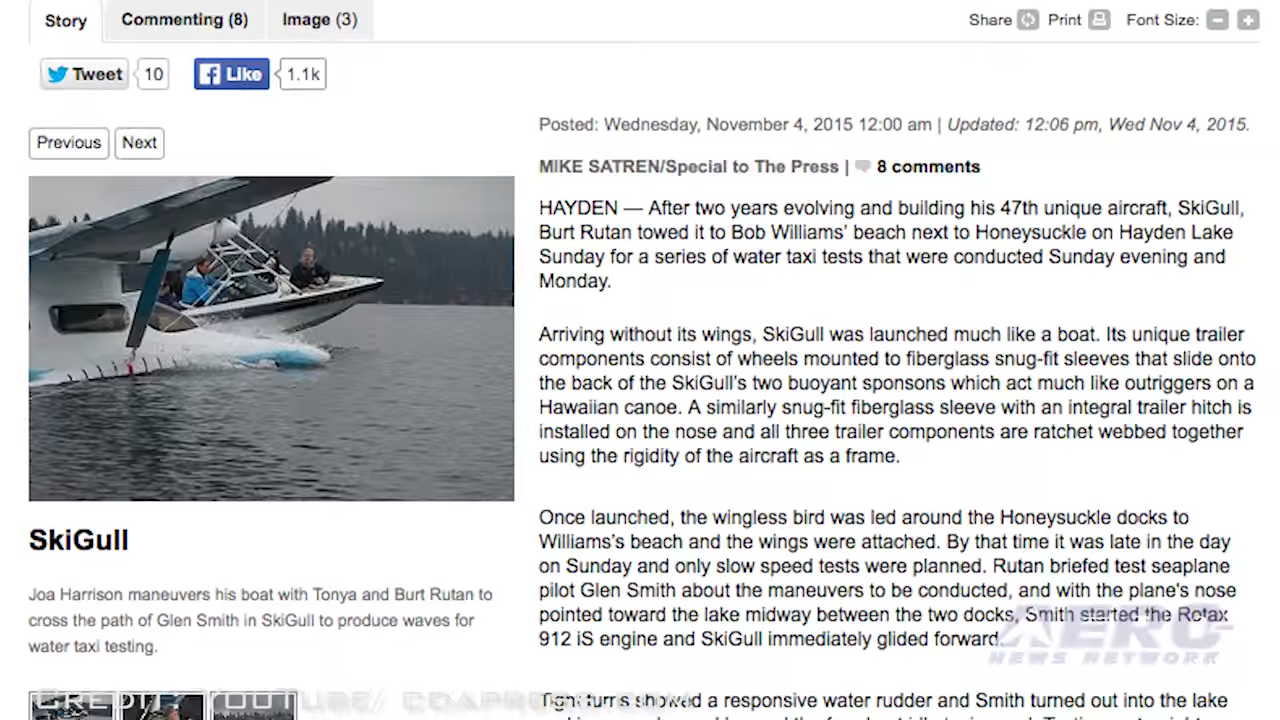 Story Commenting (8) Image (3) Share Print Font Size:
Tweet 10 Like 1.1k
Previous Next
SkiGull
Joa Harrison maneuvers his boat with Tonya and Burt Rutan to
cross the path of Glen Smith in SkiGull to produce waves for
water taxi testing.
Posted: Wednesday, November 4, 2015 12:00 am | Updated: 12:06 pm, Wed Nov 4, 2015.
MIKE SATREN/Special to The Press | 8 comments
HAYDEN — After two years evolving and building his 47th unique aircraft, SkiGull,
Burt Rutan towed it to Bob Williams’ beach next to Honeysuckle on Hayden Lake
Sunday for a series of water taxi tests that were conducted Sunday evening and
Monday.
Arriving without its wings, SkiGull was launched much like a boat. Its unique trailer
components consist of wheels mounted to fiberglass snug-fit sleeves that slide onto
the back of the SkiGull’s two buoyant sponsons which act much like outriggers on a
Hawaiian canoe. A similarly snug-fit fiberglass sleeve with an integral trailer hitch is
installed on the nose and all three trailer components are ratchet webbed together
using the rigidity of the aircraft as a frame.
Once launched, the wingless bird was led around the Honeysuckle docks to
Williams’s beach and the wings were attached. By that time it was late in the day
on Sunday and only slow speed tests were planned. Rutan briefed test seaplane
pilot Glen Smith about the maneuvers to be conducted, and with the plane's nose
pointed toward the lake midway between the two docks, Smith started the Rotax
912 iS engine and SkiGull immediately glided forward.
Tight turns showed a responsive water rudder and Smith turned out into the lake
AERO
NEWS NETWORK
CREDIT: YOUTUBE/ CDAPRESS.COM